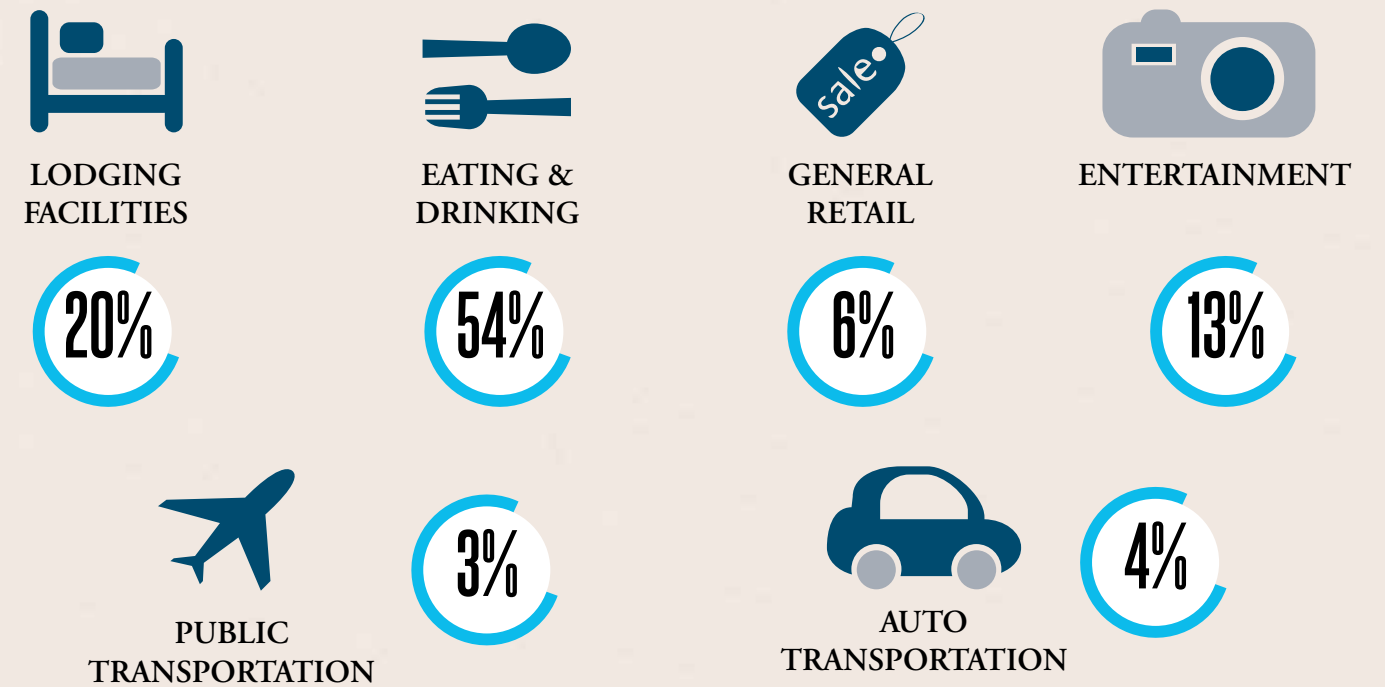 sale
LODGING
FACILITIES
EATING &
DRINKING
GENERAL
RETAIL
ENTERTAINMENT
20%
54%
6%
13%
3%
4%
PUBLIC
TRANSPORTATION
AUTO
TRANSPORTATION